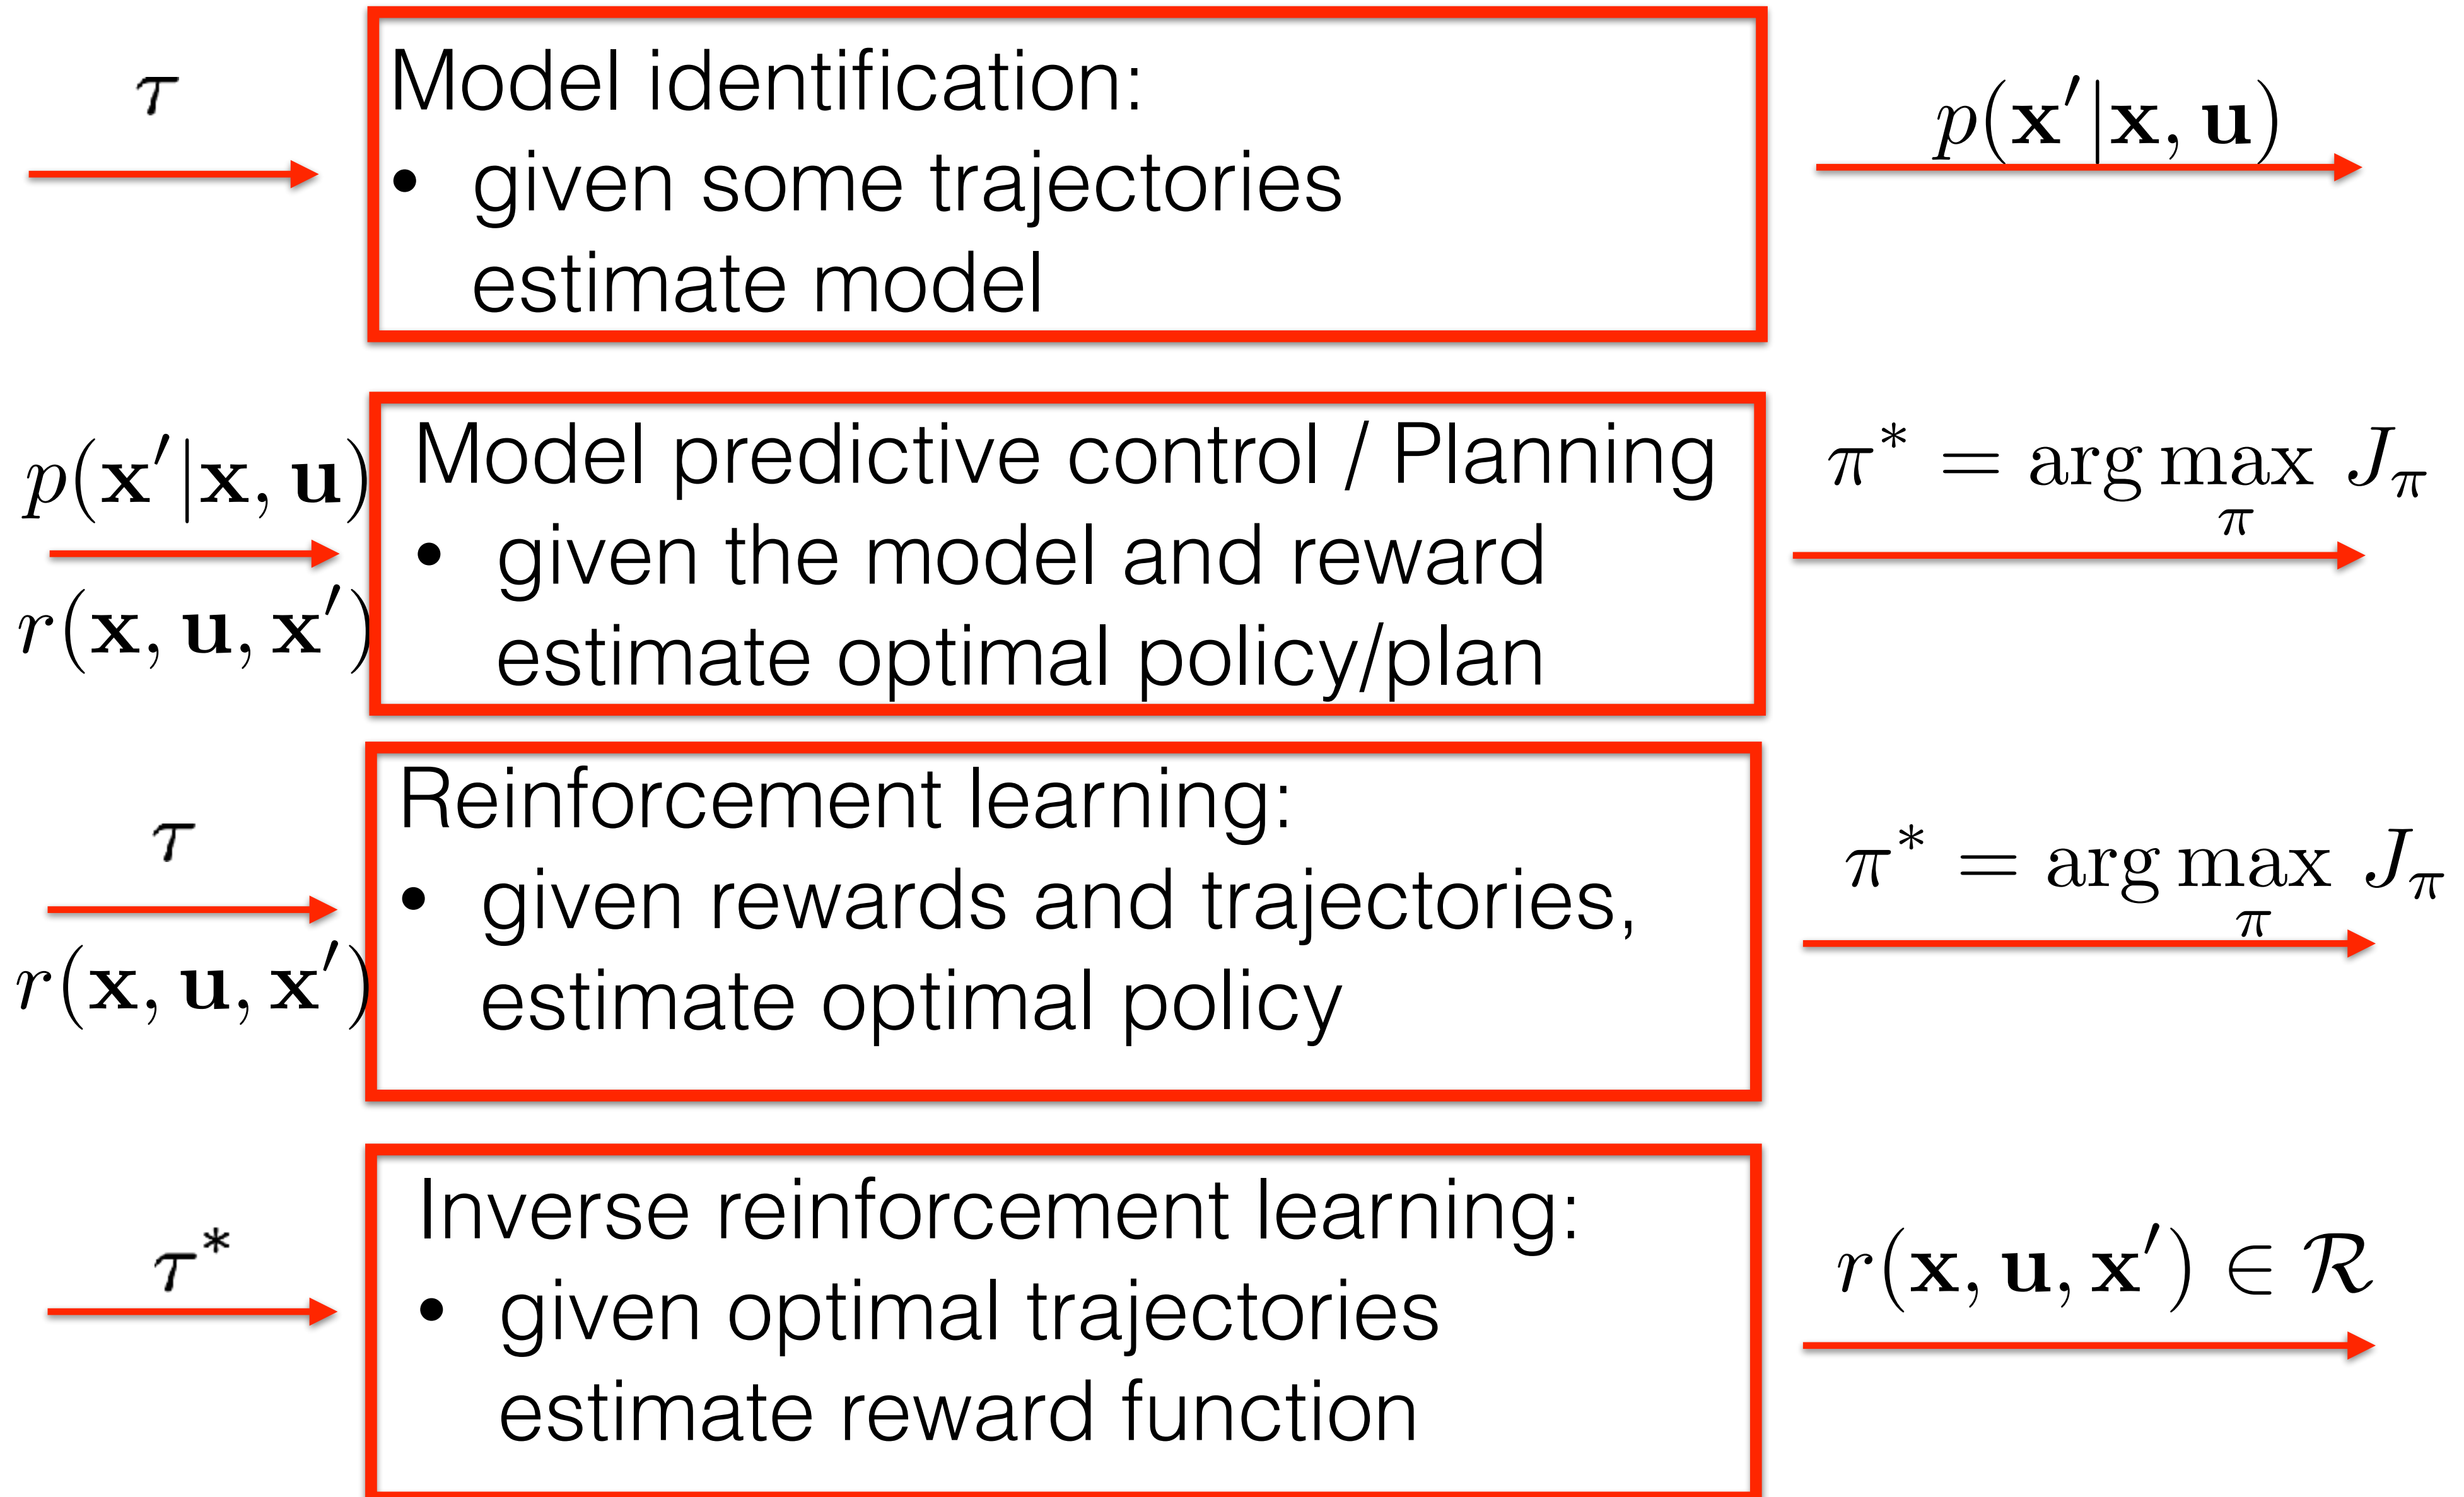 τ
Model identification:
p(x′|x, u)
• given some trajectories
estimate model
p(x′|x, u)
r(x, u, x′)
Model predictive control / Planning
• given the model and reward
estimate optimal policy/plan
π* = arg max J_π
π
τ
r(x, u, x′)
Reinforcement learning:
• given rewards and trajectories,
estimate optimal policy
π* = arg max J_π
π
τ*
Inverse reinforcement learning:
• given optimal trajectories
estimate reward function
r(x, u, x′) ∈ ℛ